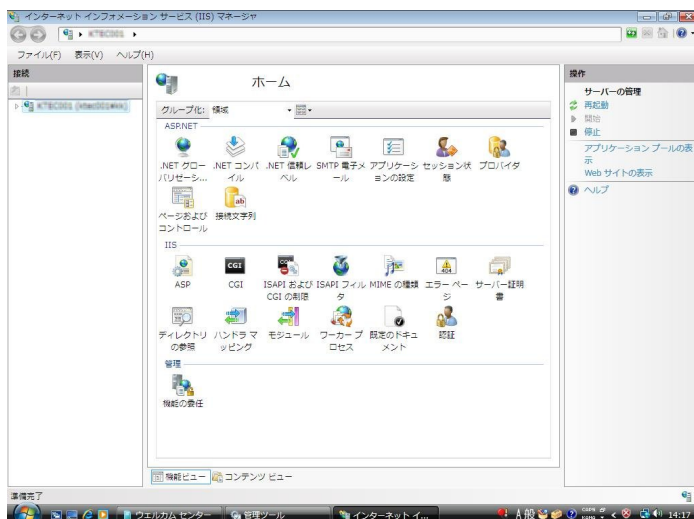 インターネット インフォメーション サービス (IIS) マネージャ
ファイル(F) 表示(V) ヘルプ(H)
接続
ホーム
グループ化: 領域
ASP.NET
.NET グローバリゼーシ...
.NET コンパイル
.NET 信頼レベル
SMTP 電子メール
アプリケーションの設定
セッション状態
プロバイダ
ページおよびコントロール
接続文字列
IIS
ASP
CGI
ISAPI および CGI の制限
ISAPI フィルタ
MIME の種類
エラー ページ
サーバー証明書
ディレクトリの参照
ハンドラ マッピング
モジュール
ワーカー プロセス
既定のドキュメント
認証
管理
機能の委任
機能ビュー
コンテンツ ビュー
操作
サーバーの管理
再起動
開始
停止
アプリケーション プールの表示
Web サイトの表示
ヘルプ
準備完了
ウェルカム センター
管理ツール
インターネット イ...
A 般
CAPS
KANA
14:17